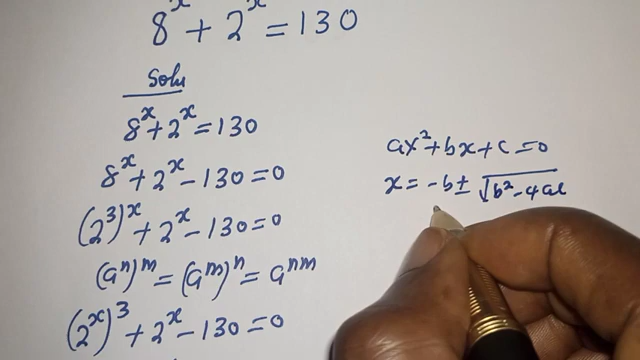 8^x + 2^x = 130
Solu
8^x + 2^x = 130
8^x + 2^x - 130 = 0
(2^3)^x + 2^x - 130 = 0
(a^n)^m = (a^m)^n = a^nm
(2^x)^3 + 2^x - 130 = 0
ax^2 + bx + c = 0
x = -b ± √b^2 - 4ac